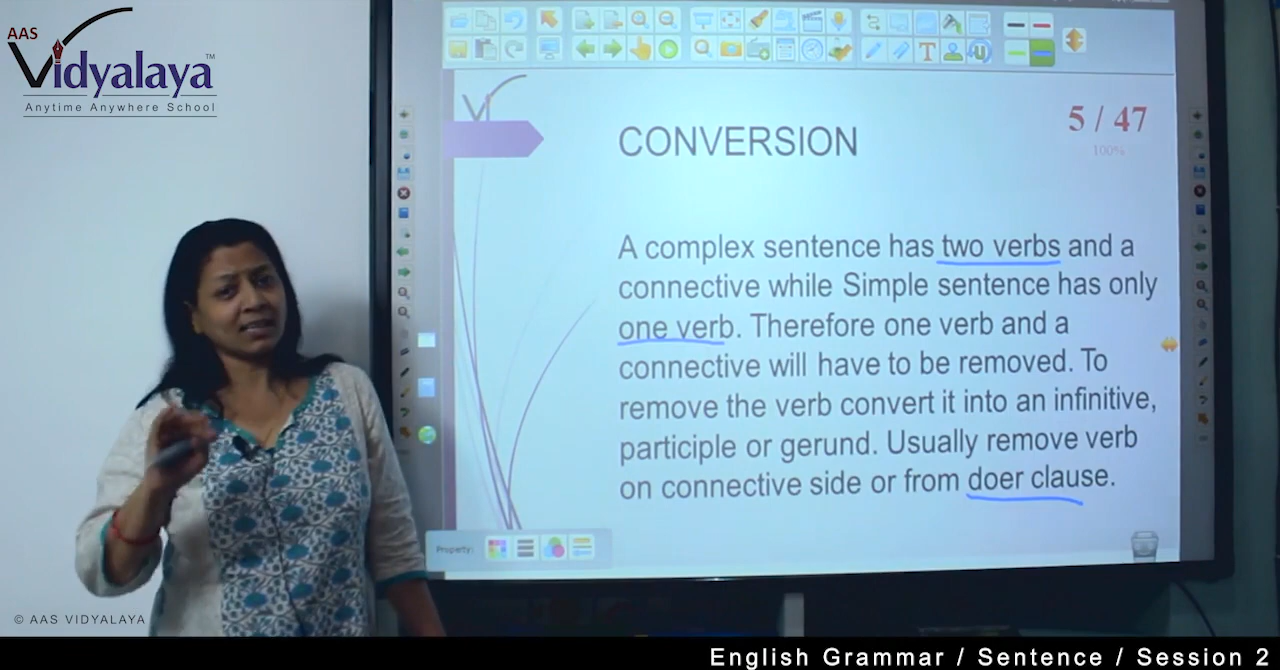 AAS
Vidyalaya™
Anytime Anywhere School
5 / 47
100%
CONVERSION
A complex sentence has two verbs and a
connective while Simple sentence has only
one verb. Therefore one verb and a
connective will have to be removed. To
remove the verb convert it into an infinitive,
participle or gerund. Usually remove verb
on connective side or from doer clause.
Property:
© AAS VIDYALAYA
English Grammar / Sentence / Session 2